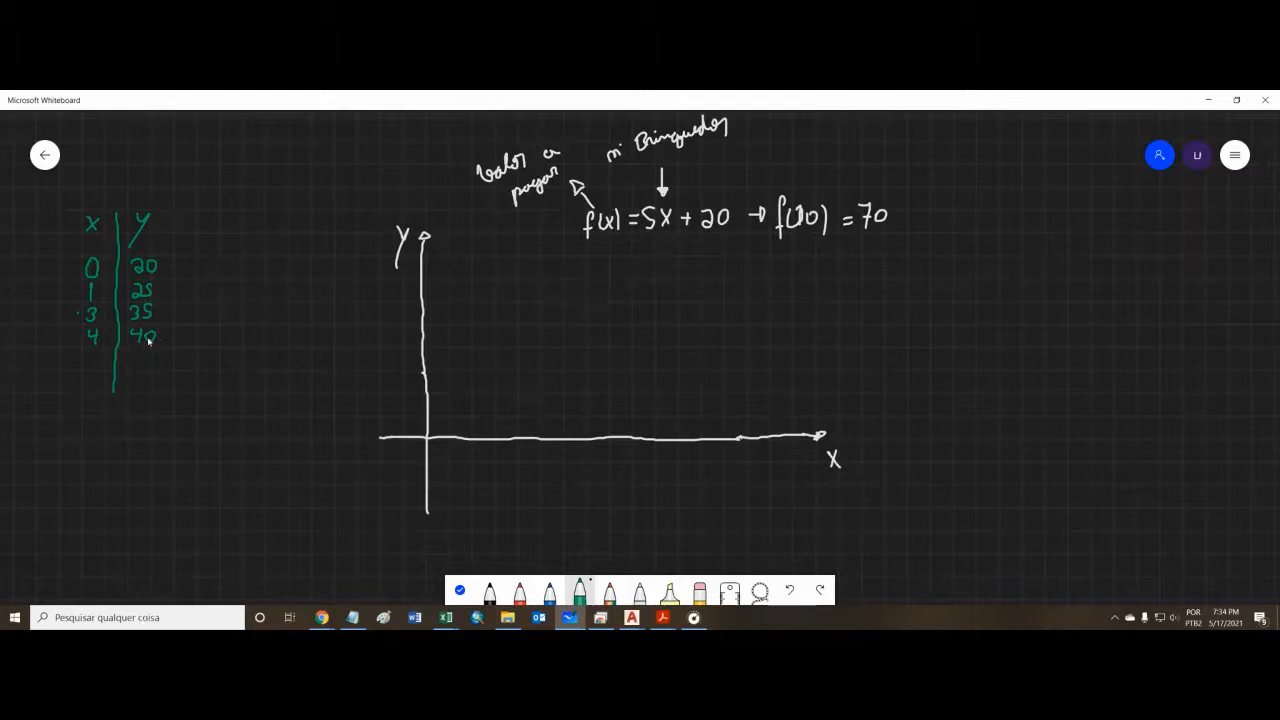 Microsoft Whiteboard
nº Brinquedos
Valor a
pagar
U
f(x) = 5x + 20 → f(10) = 70
x y
0 20
1 25
3 35
4 40
Y
X
Pesquisar qualquer coisa
POR
PTB2
7:34 PM
5/17/2021